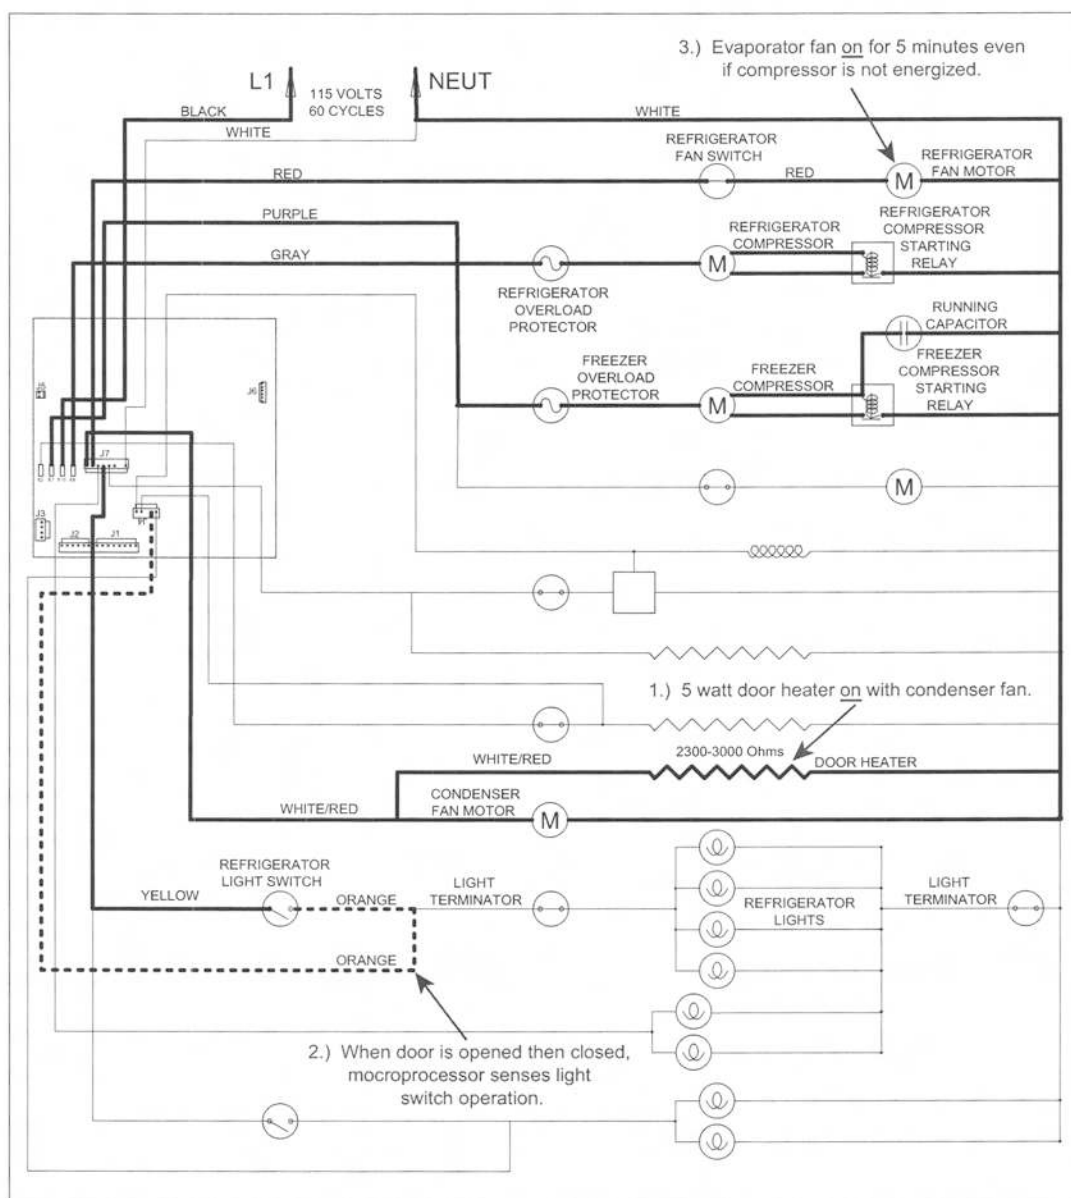 3.) Evaporator fan on for 5 minutes even
if compressor is not energized.
L1
115 VOLTS
60 CYCLES
NEUT
BLACK
WHITE
WHITE
REFRIGERATOR
FAN SWITCH
RED
RED
REFRIGERATOR
FAN MOTOR
M
PURPLE
REFRIGERATOR
COMPRESSOR
REFRIGERATOR
COMPRESSOR
STARTING
RELAY
GRAY
M
REFRIGERATOR
OVERLOAD
PROTECTOR
RUNNING
CAPACITOR
FREEZER
OVERLOAD
PROTECTOR
FREEZER
COMPRESSOR
FREEZER
COMPRESSOR
STARTING
RELAY
M
J6
J7
M
J3
J2
J1
1.) 5 watt door heater on with condenser fan.
2300-3000 Ohms
WHITE/RED
DOOR HEATER
WHITE/RED
CONDENSER
FAN MOTOR
M
REFRIGERATOR
LIGHT SWITCH
YELLOW
ORANGE
LIGHT
TERMINATOR
REFRIGERATOR
LIGHTS
LIGHT
TERMINATOR
ORANGE
2.) When door is opened then closed,
mocroprocessor senses light
switch operation.